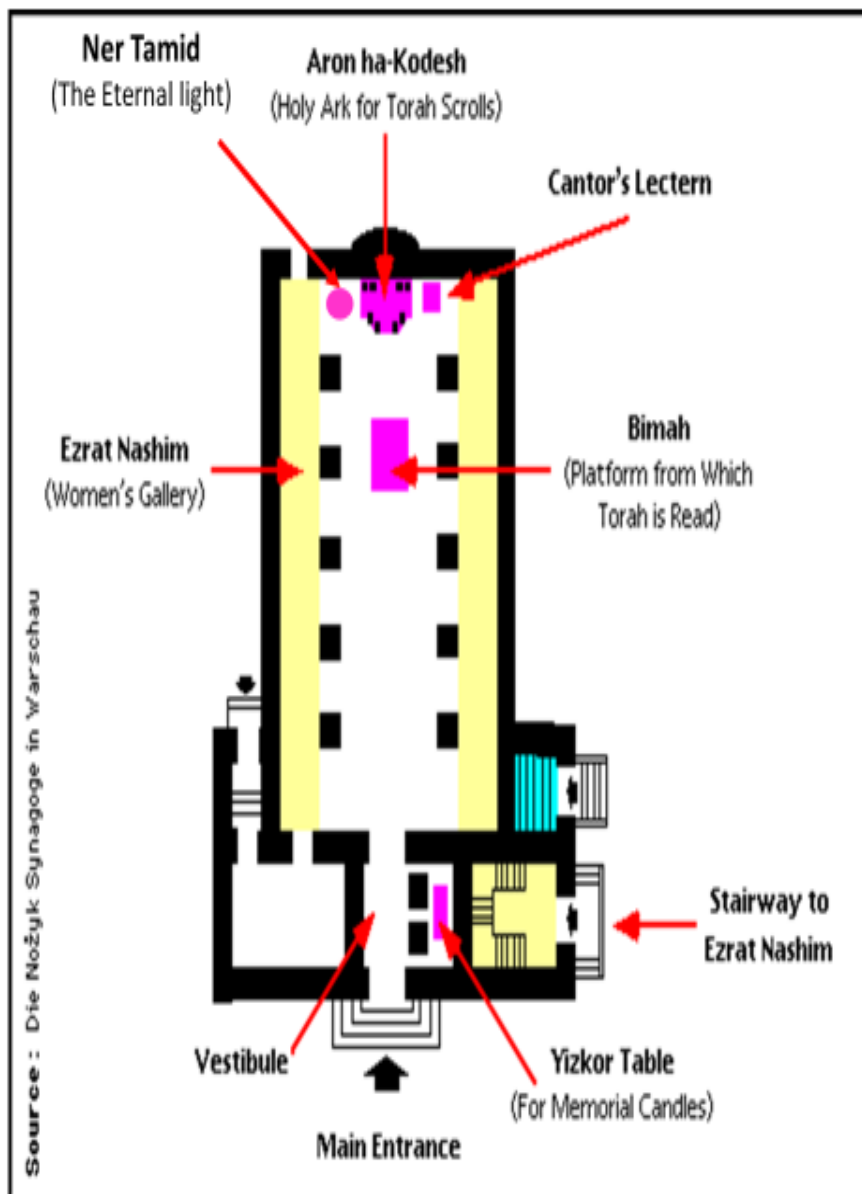 Ner Tamid
(The Eternal light)
Aron ha-Kodesh
(Holy Ark for Torah Scrolls)
Cantor's Lectern
Ezrat Nashim
(Women's Gallery)
Bimah
(Platform from Which
Torah is Read)
Stairway to
Ezrat Nashim
Vestibule
Yizkor Table
(For Memorial Candles)
Main Entrance
Source: Die Nożyk Synagoge in Warschau